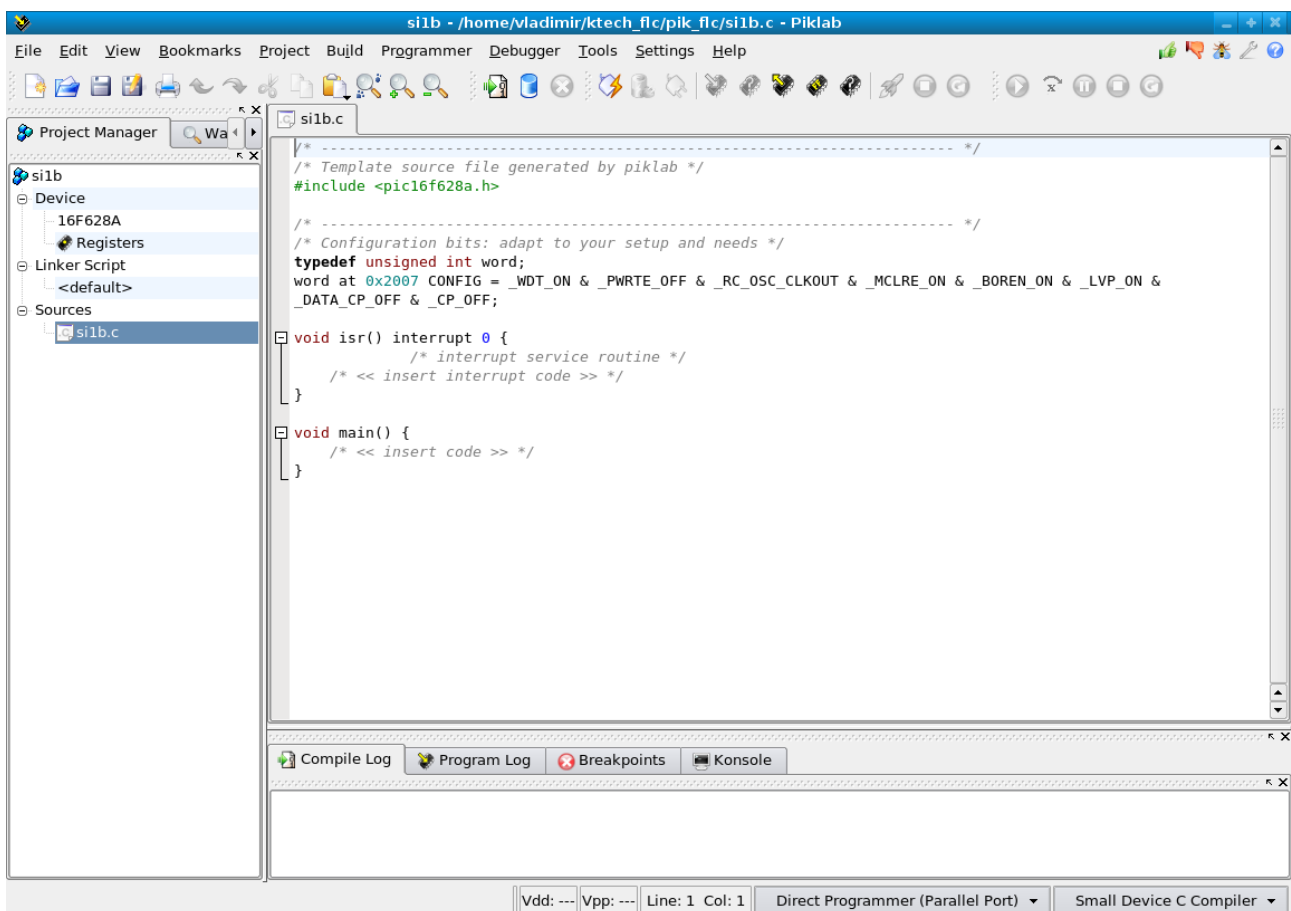 si1b - /home/vladimir/ktech_flc/pik_flc/si1b.c - Piklab
File Edit View Bookmarks Project Build Programmer Debugger Tools Settings Help
Project Manager
Wa
si1b
Device
16F628A
Registers
Linker Script
<default>
Sources
si1b.c
si1b.c
/* ----------------------------------------------------------------------- */
/* Template source file generated by piklab */
#include <pic16f628a.h>
/* ----------------------------------------------------------------------- */
/* Configuration bits: adapt to your setup and needs */
typedef unsigned int word;
word at 0x2007 CONFIG = _WDT_ON & _PWRTE_OFF & _RC_OSC_CLKOUT & _MCLRE_ON & _BOREN_ON & _LVP_ON &
_DATA_CP_OFF & _CP_OFF;
void isr() interrupt 0 {
/* interrupt service routine */
/* << insert interrupt code >> */
}
void main() {
/* << insert code >> */
}
Compile Log Program Log Breakpoints Konsole
Vdd: --- Vpp: --- Line: 1 Col: 1 Direct Programmer (Parallel Port) Small Device C Compiler